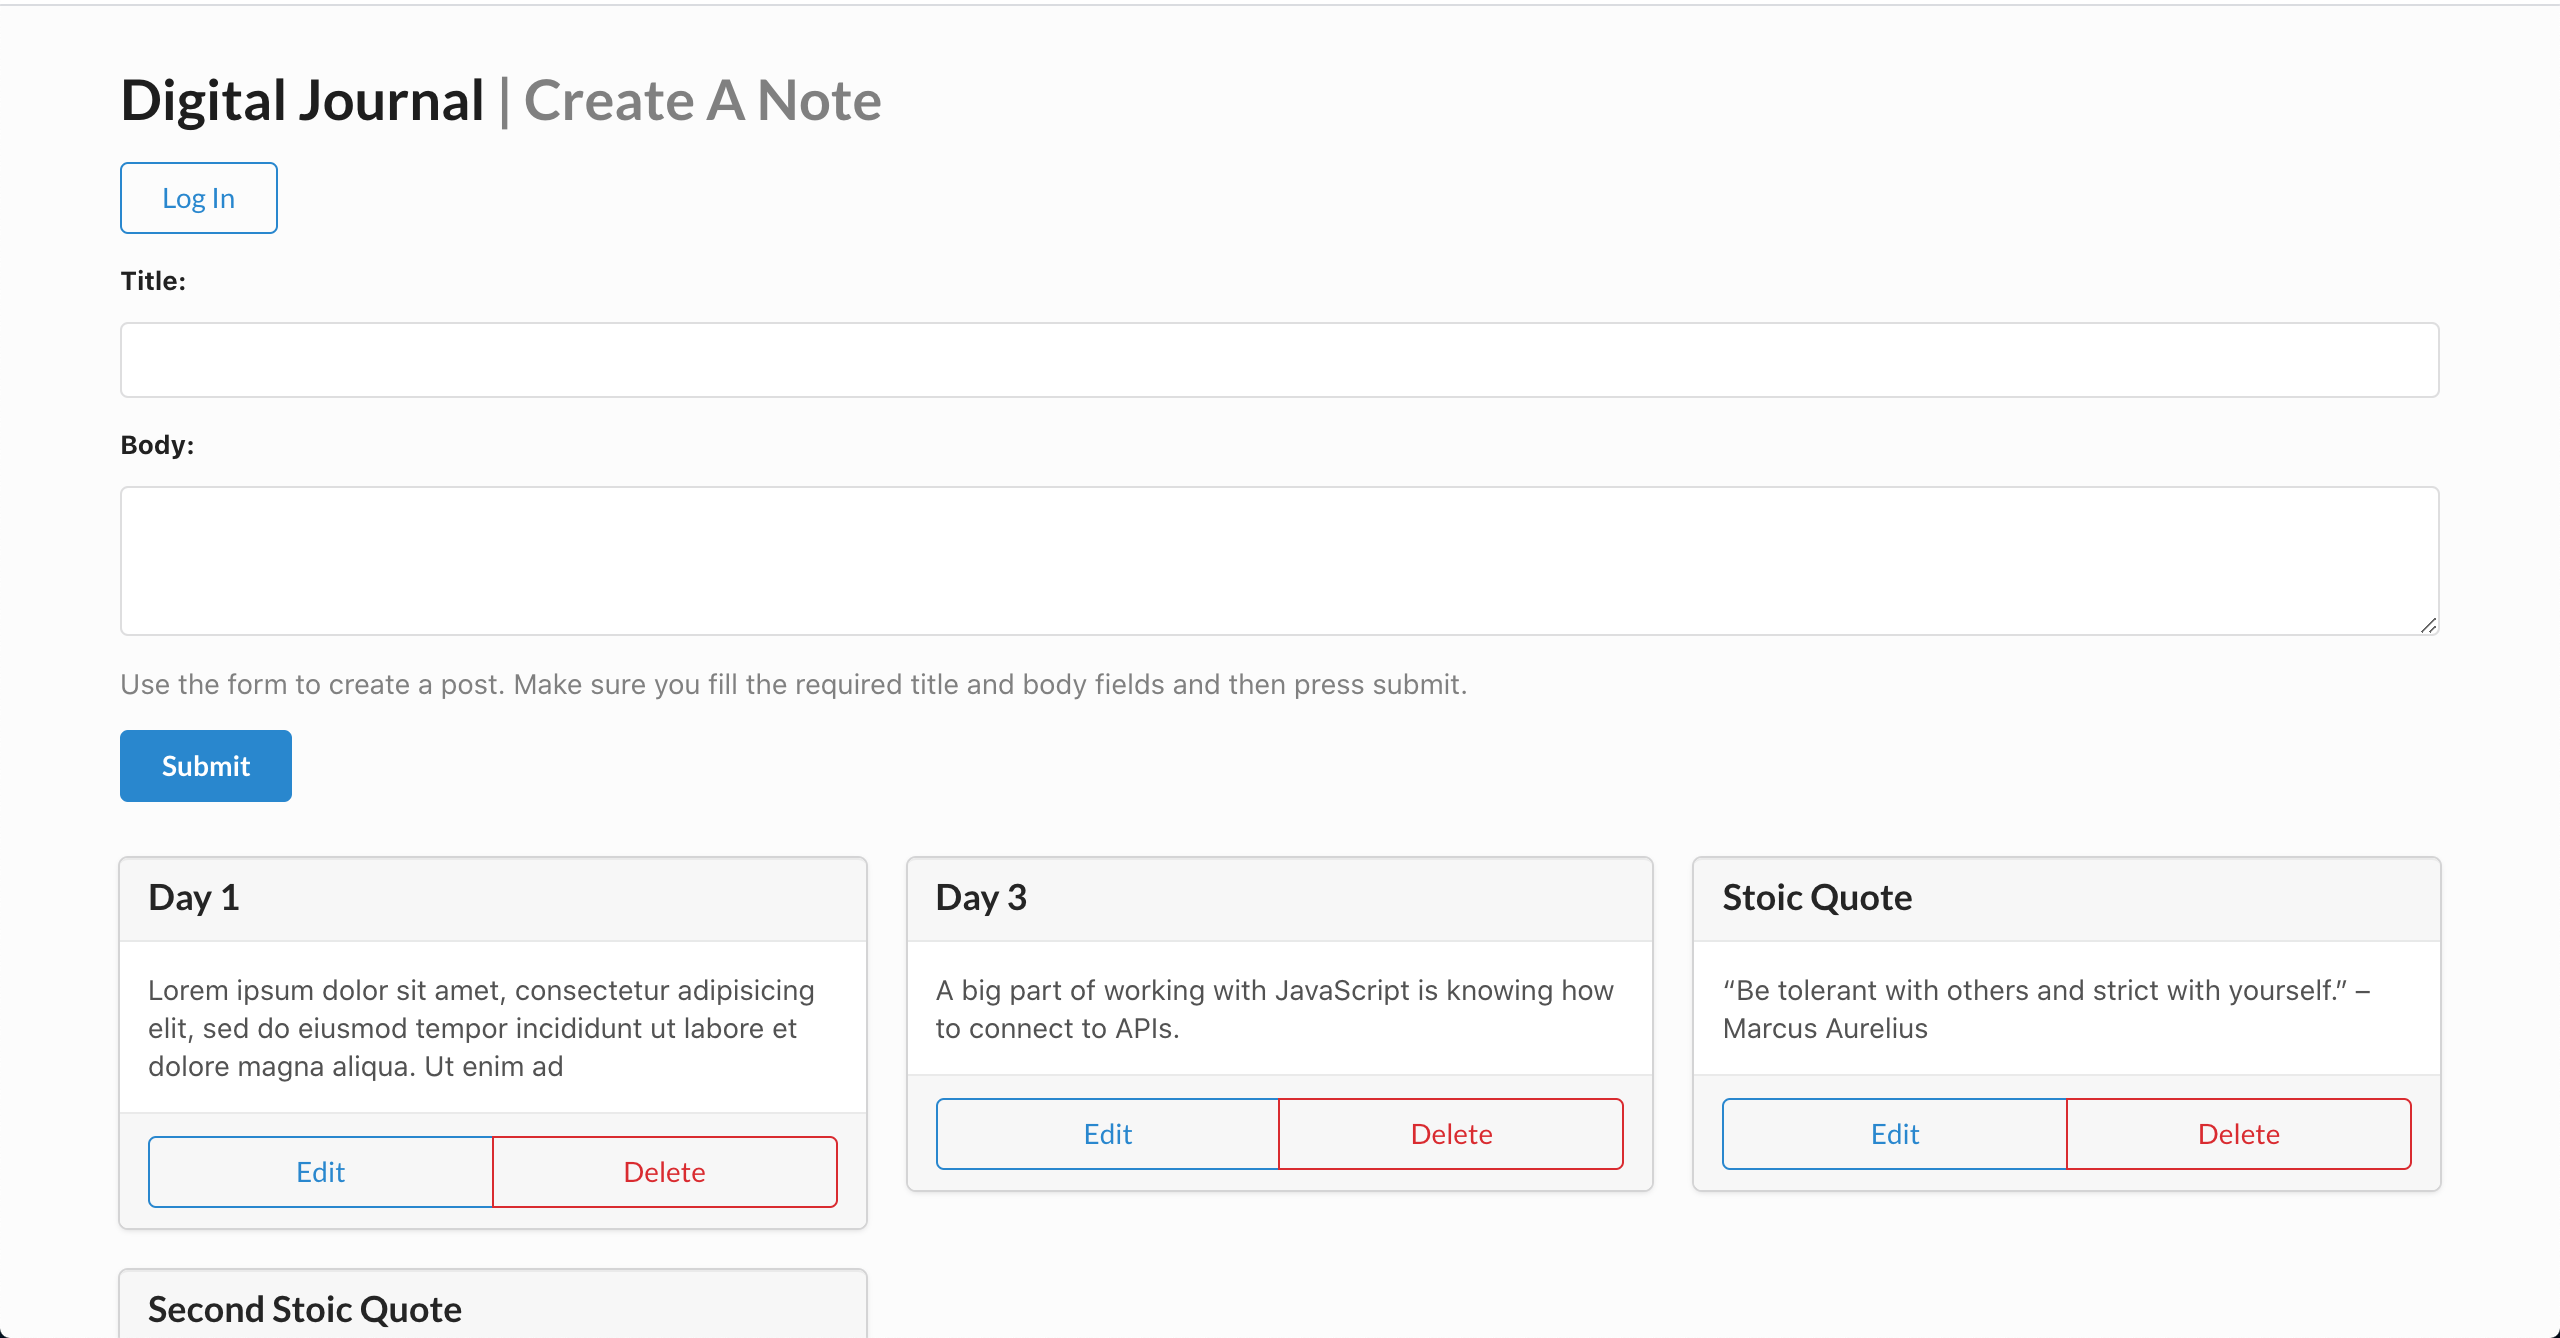 Digital Journal | Create A Note
Log In
Title:
Body:
Use the form to create a post. Make sure you fill the required title and body fields and then press submit.
Submit
Day 1
Lorem ipsum dolor sit amet, consectetur adipisicing
elit, sed do eiusmod tempor incididunt ut labore et
dolore magna aliqua. Ut enim ad
Edit
Delete
Day 3
A big part of working with JavaScript is knowing how
to connect to APIs.
Edit
Delete
Stoic Quote
“Be tolerant with others and strict with yourself.” –
Marcus Aurelius
Edit
Delete
Second Stoic Quote